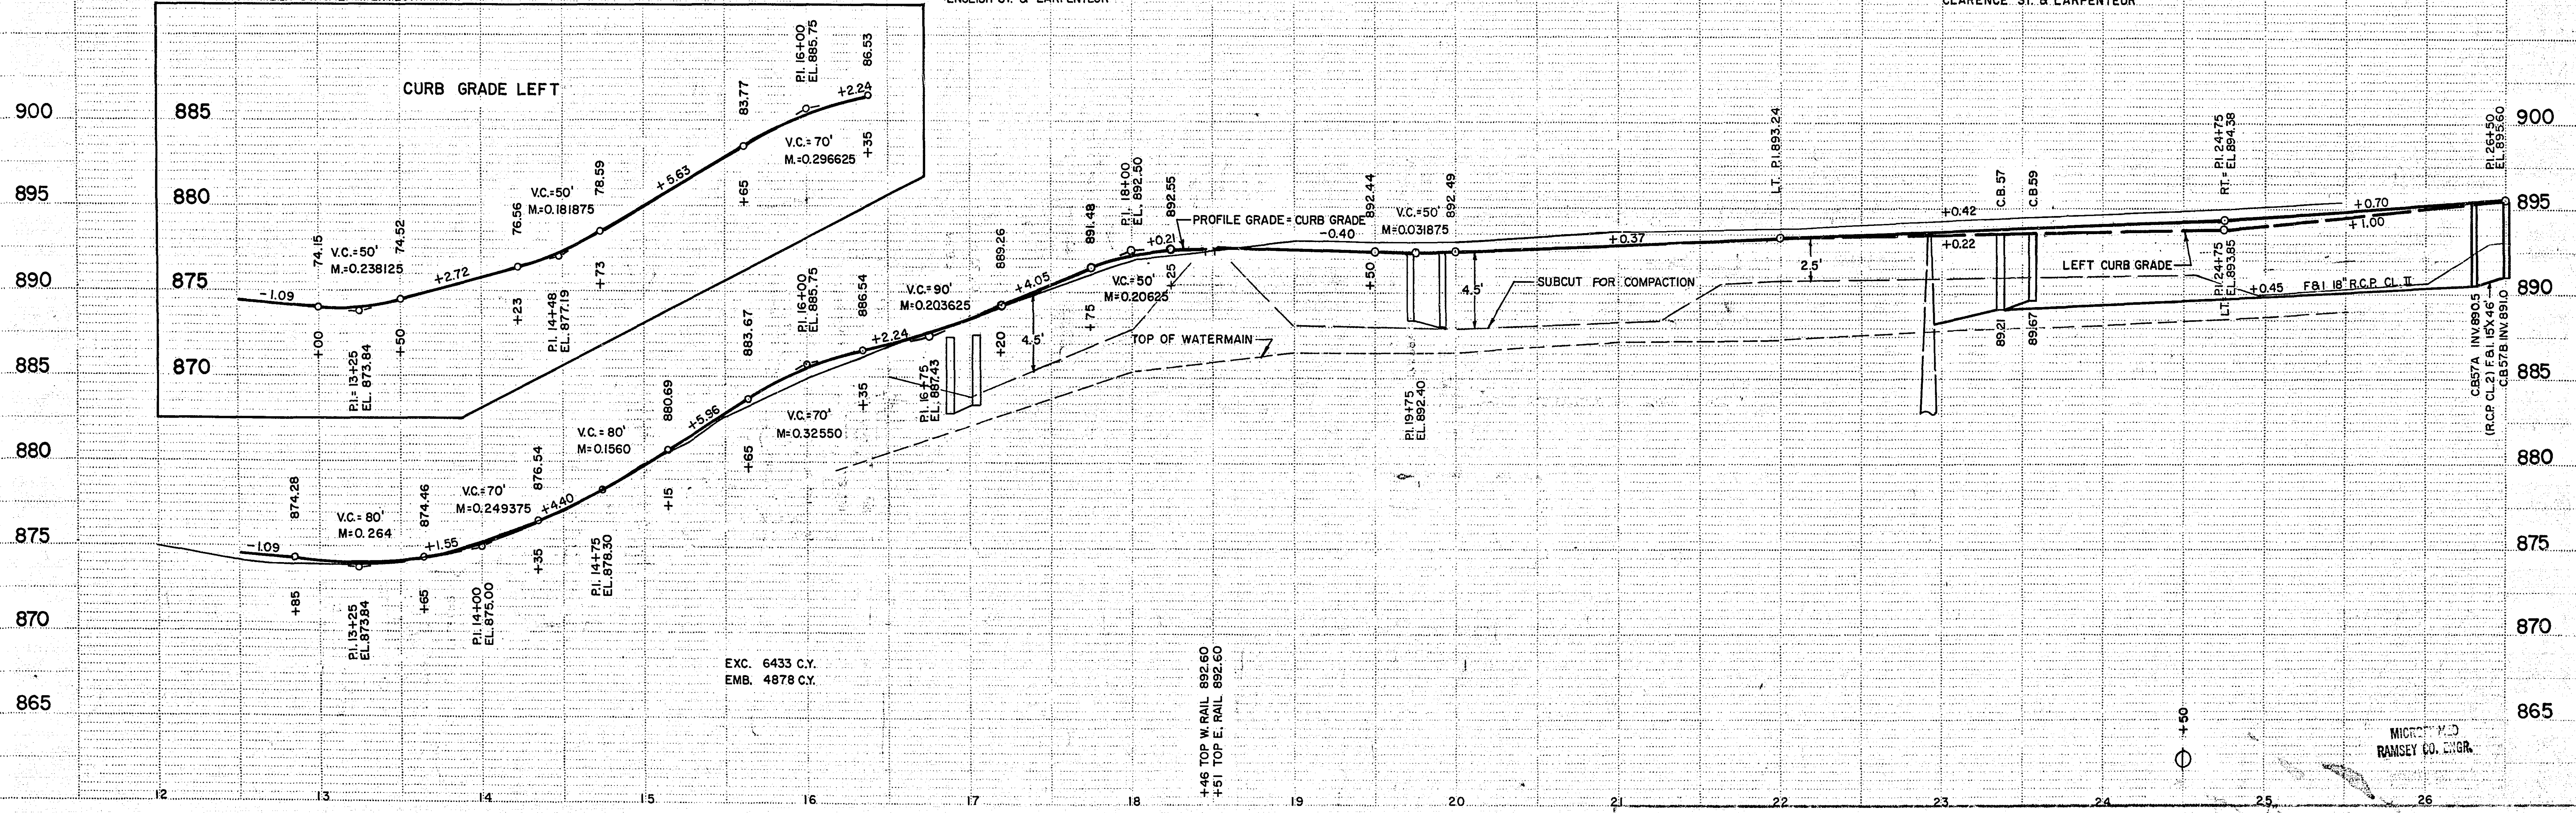 ENGLISH ST. & LARPENTEUR
CLARENCE ST. & LARPENTEUR
CURB GRADE LEFT
900
895
890
885
880
875
870
865
885
880
875
870
-1.09
74.15
+00
V.C.=50'
M.=0.238125
P.I.=13+25
EL. 873.84
74.52
+50
+2.72
76.56
+23
V.C.=50'
M.=0.181875
P.I. 14+48
EL. 877.19
78.59
+73
+5.63
83.77
+65
P.I. 16+00
EL. 885.75
V.C.= 70'
M.=0.296625
+2.24
86.53
+35
-1.09
874.28
+85
V.C.= 80'
M=0.264
P.I. 13+25
EL.873.84
874.46
+65
+1.55
V.C.=70'
M=0.249375
P.I. 14+00
EL.875.00
876.54
+35
+4.40
V.C.= 80'
M=0.1560
P.I. 14+75
EL.878.30
880.69
+15
+5.96
883.67
+65
P.I. 16+00
EL.885.75
V.C.=70'
M=0.32550
886.54
+35
+2.24
V.C.= 90'
M=0.203625
P.I. 16+75
EL. 887.43
889.26
+20
4.5'
+4.05
891.48
+75
V.C.=50'
M=0.20625
P.I. 18+00
EL. 892.50
+0.21
892.55
+25
PROFILE GRADE = CURB GRADE
-0.40
892.44
+50
V.C.=50'
M=0.031875
P.I. 19+75
EL.892.40
892.49
4.5'
SUBCUT FOR COMPACTION
TOP OF WATERMAIN
+0.37
LT. P.I. 893.24
2.5'
+0.42
+0.22
C.B. 57
C.B.59
89.21
89.67
LEFT CURB GRADE
RT.= P.I. 24+75
EL.894.38
LT.= P.I. 24+75
EL.893.85
+0.45
+0.70
+1.00
F&I 18" R.C.P. CL. II
P.I. 26+50
EL.895.60
C.B.57A INV.890.5
(R.C.P. CL.2) F.&I. 15"X 46'
C.B.57B INV. 891.0
900
895
890
885
880
875
870
865
EXC. 6433 C.Y.
EMB. 4878 C.Y.
+46 TOP W. RAIL 892.60
+51 TOP E. RAIL 892.60
+50
RAMSEY CO. ENGR.
12 13 14 15 16 17 18 19 20 21 22 23 24 25 26